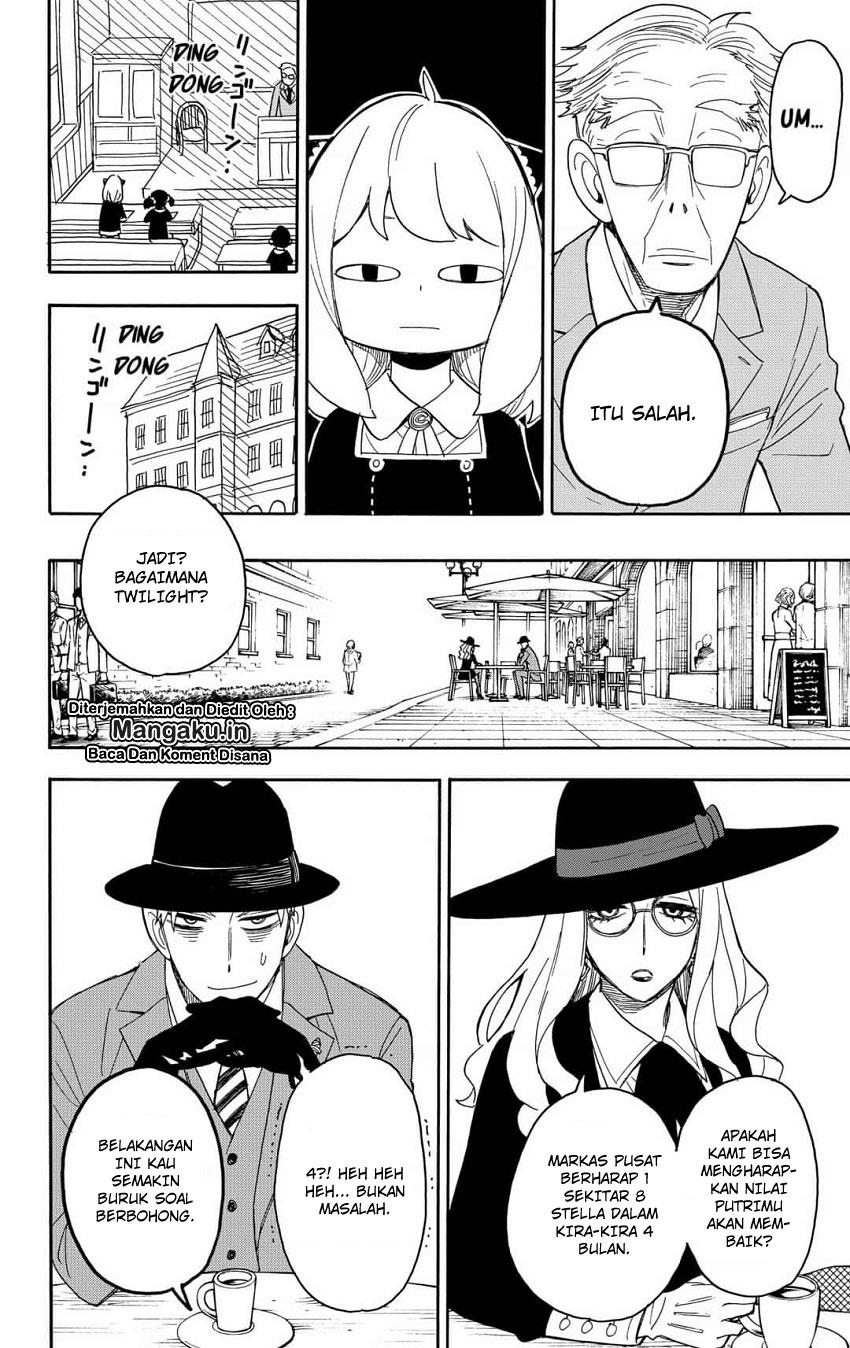 UM...
ITU SALAH.
DING
DONG
リンゴーン..
DING
DONG
リンゴーン..
JADI?
BAGAIMANA
TWILIGHT?
Diterjemahkan dan Diedit Oleh:
Mangaku.in
Baca Dan Koment Disana
APAKAH
KAMI BISA
MENGHARAP-
KAN NILAI
PUTRIMU
AKAN MEM-
BAIK?
MARKAS PUSAT
BERHARAP 1
SEKITAR 8
STELLA DALAM
KIRA-KIRA 4
BULAN.
4?! HEH HEH
HEH... BUKAN
MASALAH.
BELAKANGAN
INI KAU
SEMAKIN
BURUK SOAL
BERBOHONG.